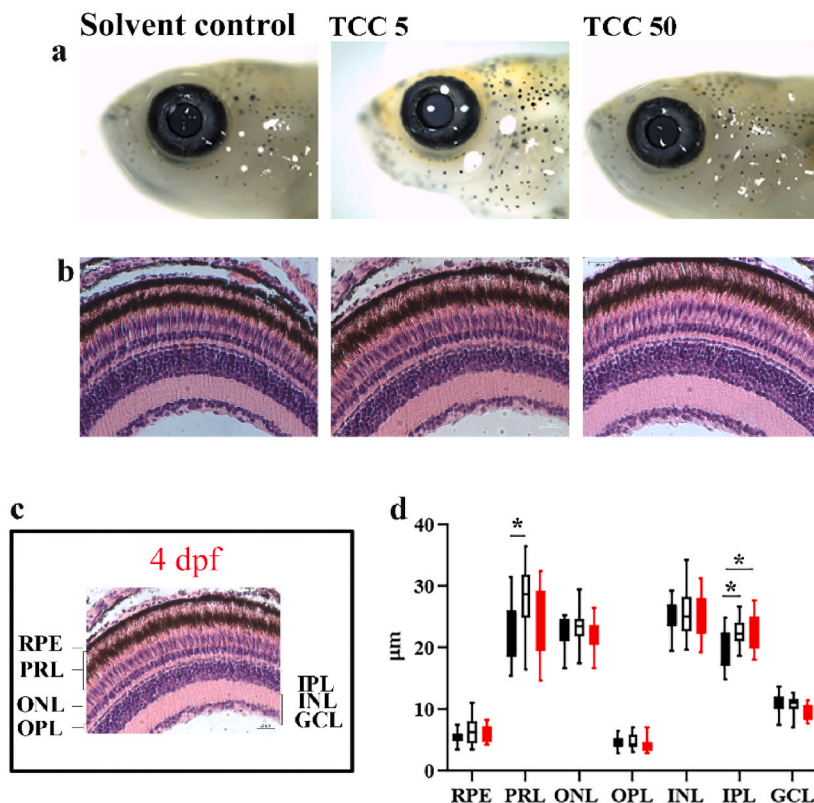 Solvent control TCC 5 TCC 50
a
b
c
4 dpf
RPE
PRL
ONL
OPL
IPL
INL
GCL
d
40
30
20
10
0
µm
*
*
*
RPE PRL ONL OPL INL IPL GCL